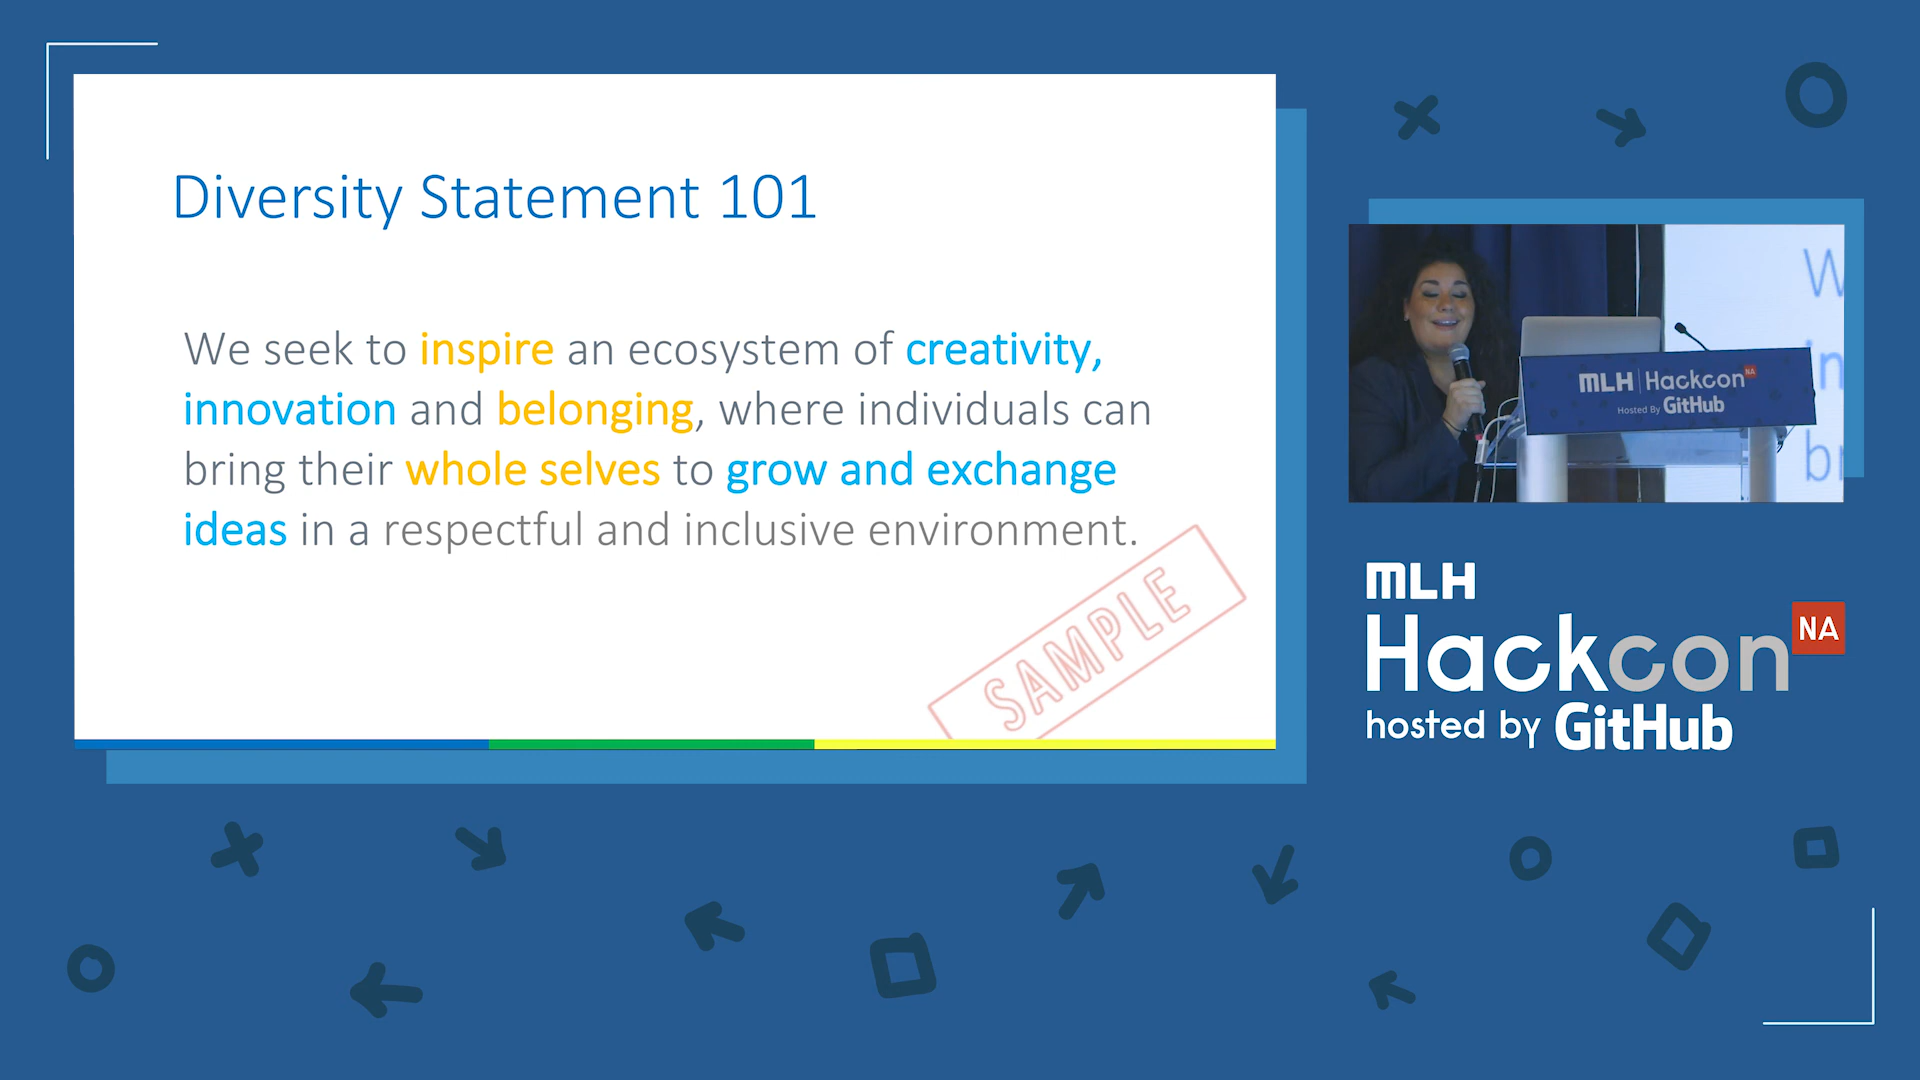 Diversity Statement 101
We seek to inspire an ecosystem of creativity,
innovation and belonging, where individuals can
bring their whole selves to grow and exchange
ideas in a respectful and inclusive environment.
SAMPLE
W
in
br
MLH Hackcon NA
Hosted By GitHub
MLH
Hackcon NA
hosted by GitHub